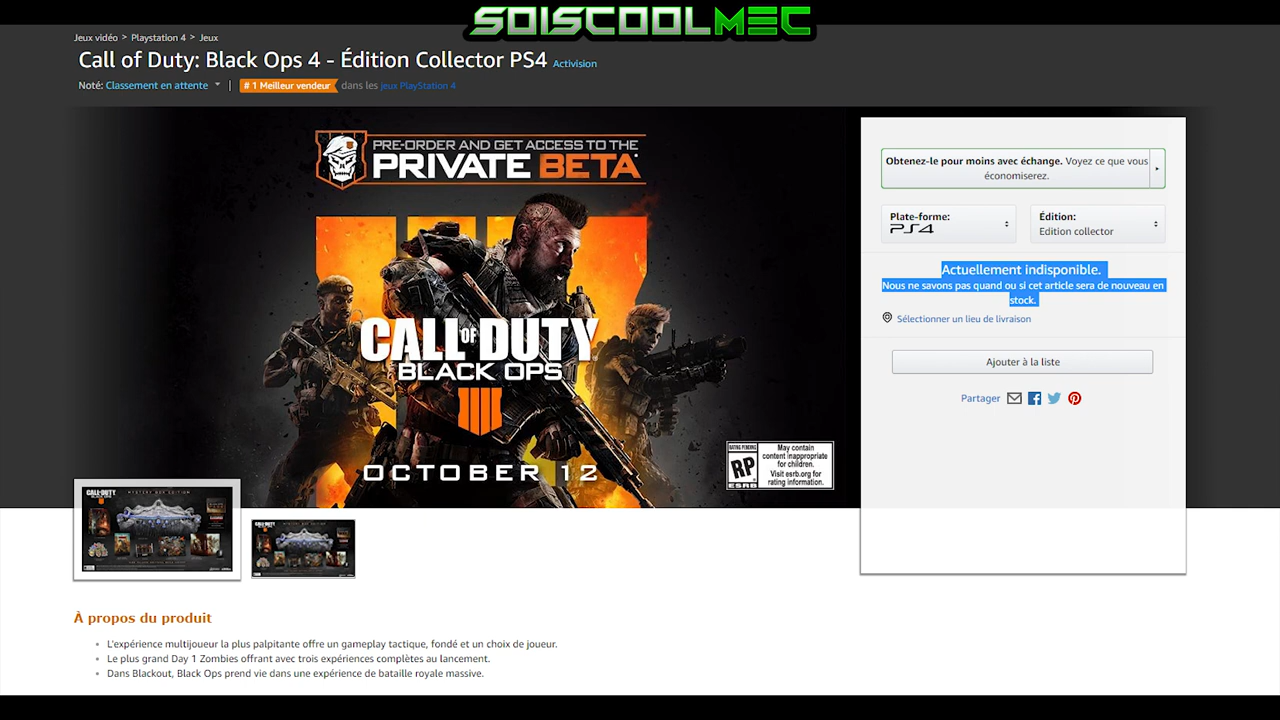 SOISCOOLMEC
Jeux vidéo > Playstation 4 > Jeux
Call of Duty: Black Ops 4 - Édition Collector PS4 Activision
Noté: Classement en attente | # 1 Meilleur vendeur dans les jeux PlayStation 4
PRE-ORDER AND GET ACCESS TO THE
PRIVATE BETA*
CALL OF DUTY
BLACK OPS
IIII
OCTOBER 12
RATING PENDING
RP
ESRB
May contain
content inappropriate
for children.
Visit esrb.org for
rating information.
Obtenez-le pour moins avec échange. Voyez ce que vous
économiserez.
Plate-forme:
PS4
Édition:
Edition collector
Actuellement indisponible.
Nous ne savons pas quand ou si cet article sera de nouveau en
stock.
Sélectionner un lieu de livraison
Ajouter à la liste
Partager
CALL OF DUTY
MYSTERY BOX EDITION
À propos du produit
L'expérience multijoueur la plus palpitante offre un gameplay tactique, fondé et un choix de joueur.
Le plus grand Day 1 Zombies offrant avec trois expériences complètes au lancement.
Dans Blackout, Black Ops prend vie dans une expérience de bataille royale massive.